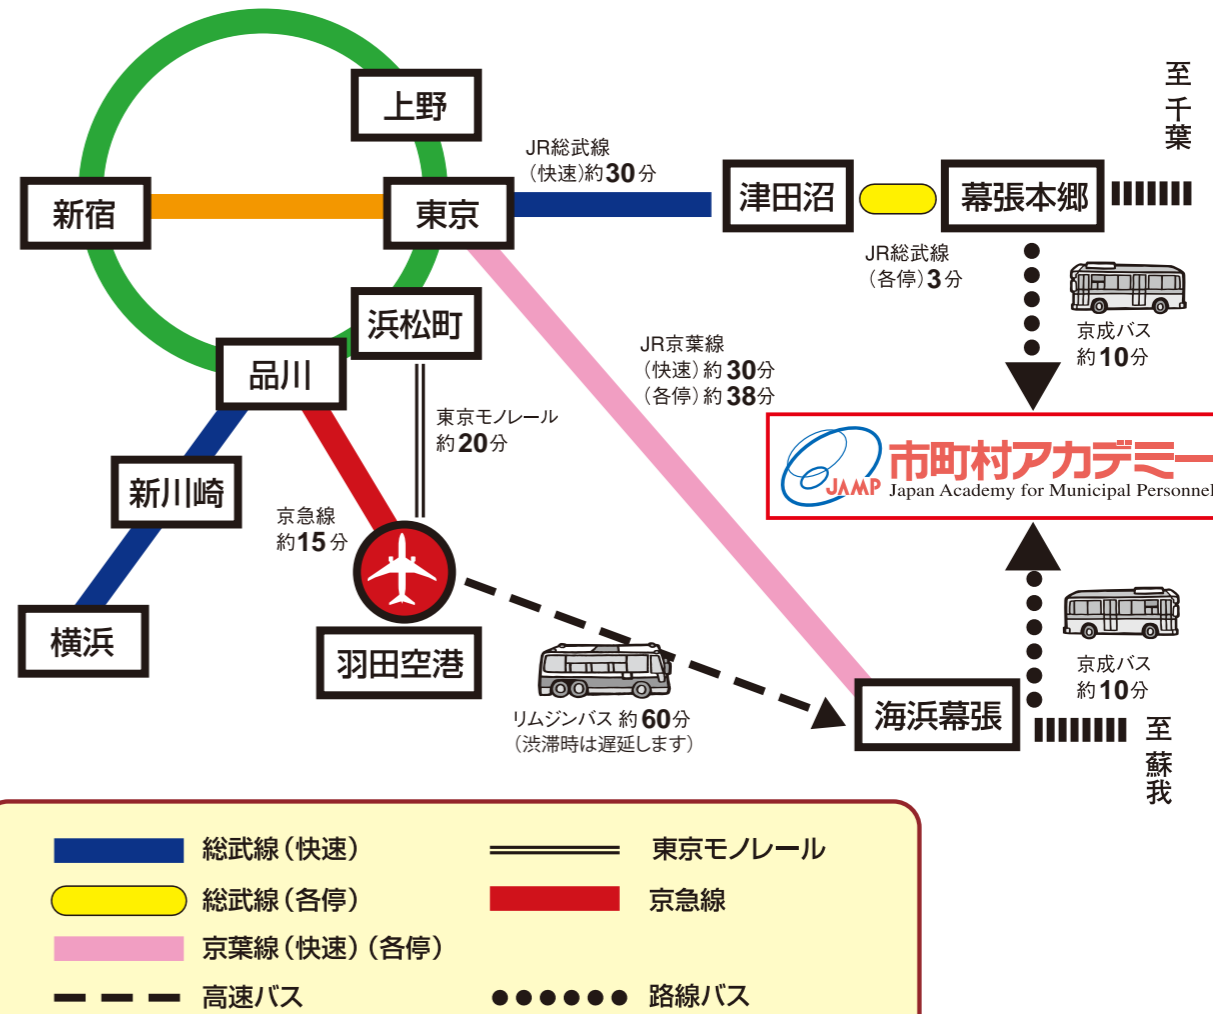 上野
至千葉
JR総武線
(快速)約30分
新宿
東京
津田沼
幕張本郷
JR総武線
(各停)3分
浜松町
京成バス
約10分
品川
JR京葉線
(快速)約30分
(各停)約38分
東京モノレール
約20分
市町村アカデミー
JAMP
Japan Academy for Municipal Personnel
新川崎
京急線
約15分
横浜
羽田空港
京成バス
約10分
リムジンバス 約60分
(渋滞時は遅延します)
海浜幕張
至蘇我
総武線(快速)
東京モノレール
総武線(各停)
京急線
京葉線(快速)(各停)
高速バス
路線バス